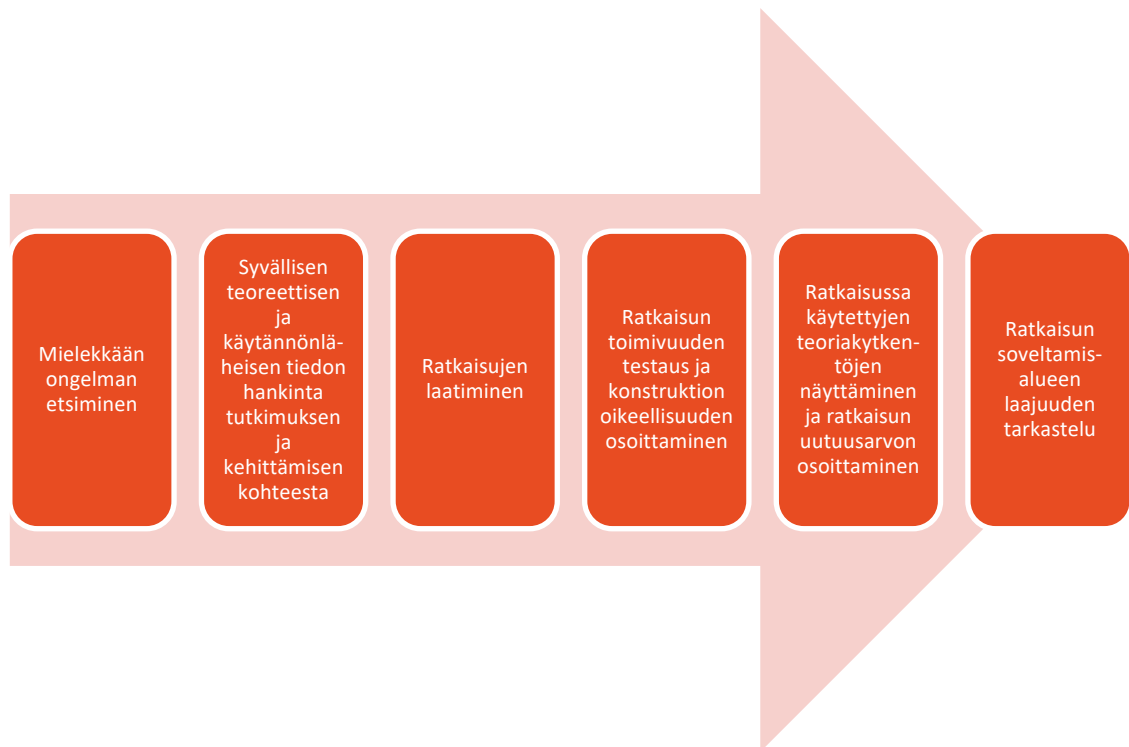 Mielekkään
ongelman
etsiminen
Syvällisen
teoreettisen
ja
käytännönlä-
heisen tiedon
hankinta
tutkimuksen
ja
kehittämisen
kohteesta
Ratkaisujen
laatiminen
Ratkaisun
toimivuuden
testaus ja
konstruktion
oikeellisuuden
osoittaminen
Ratkaisussa
käytettyjen
teoriakytken-
töjen
näyttäminen
ja ratkaisun
uutuusarvon
osoittaminen
Ratkaisun
soveltamis-
alueen
laajuuden
tarkastelu